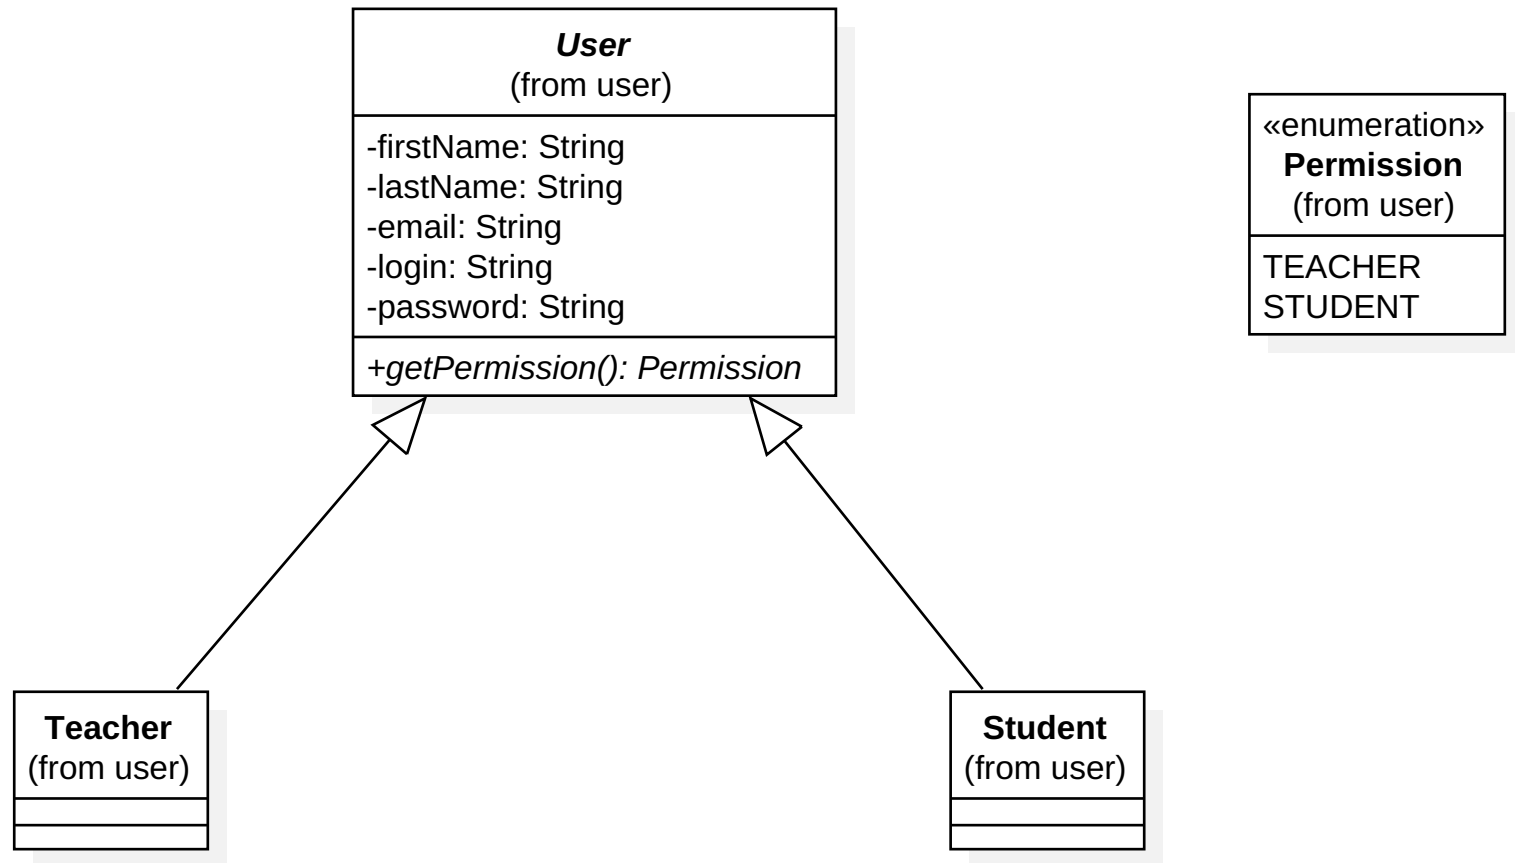 User
(from user)
-firstName: String
-lastName: String
-email: String
-login: String
-password: String
+getPermission(): Permission
«enumeration»
Permission
(from user)
TEACHER
STUDENT
Teacher
(from user)
Student
(from user)